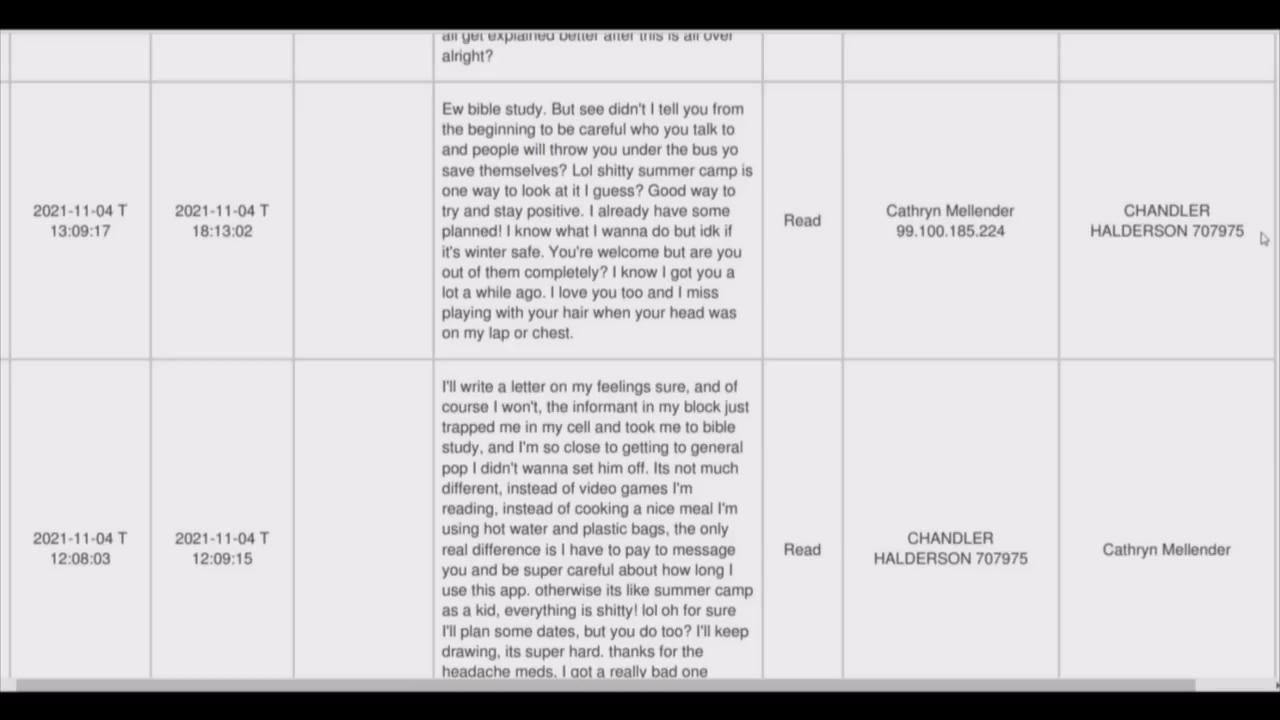 all get explained better after this is all over
alright?
2021-11-04 T
13:09:17
2021-11-04 T
18:13:02
Ew bible study. But see didn't I tell you from
the beginning to be careful who you talk to
and people will throw you under the bus yo
save themselves? Lol shitty summer camp is
one way to look at it I guess? Good way to
try and stay positive. I already have some
planned! I know what I wanna do but idk if
it's winter safe. You're welcome but are you
out of them completely? I know I got you a
lot a while ago. I love you too and I miss
playing with your hair when your head was
on my lap or chest.
Read
Cathryn Mellender
99.100.185.224
CHANDLER
HALDERSON 707975
2021-11-04 T
12:08:03
2021-11-04 T
12:09:15
I'll write a letter on my feelings sure, and of
course I won't, the informant in my block just
trapped me in my cell and took me to bible
study, and I'm so close to getting to general
pop I didn't wanna set him off. Its not much
different, instead of video games I'm
reading, instead of cooking a nice meal I'm
using hot water and plastic bags, the only
real difference is I have to pay to message
you and be super careful about how long I
use this app. otherwise its like summer camp
as a kid, everything is shitty! lol oh for sure
I'll plan some dates, but you do too? I'll keep
drawing, its super hard. thanks for the
headache meds, I got a really bad one
Read
CHANDLER
HALDERSON 707975
Cathryn Mellender